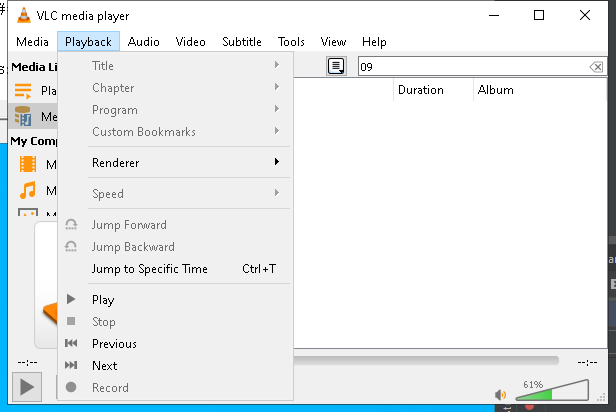 VLC media player
Media Playback Audio Video Subtitle Tools View Help
Media Li
Pla
Me
My Comp
M
M
Title
Chapter
Program
Custom Bookmarks
Renderer
Speed
Jump Forward
Jump Backward
Jump to Specific Time Ctrl+T
Play
Stop
Previous
Next
Record
09
Duration Album
--:-- --:--
61%